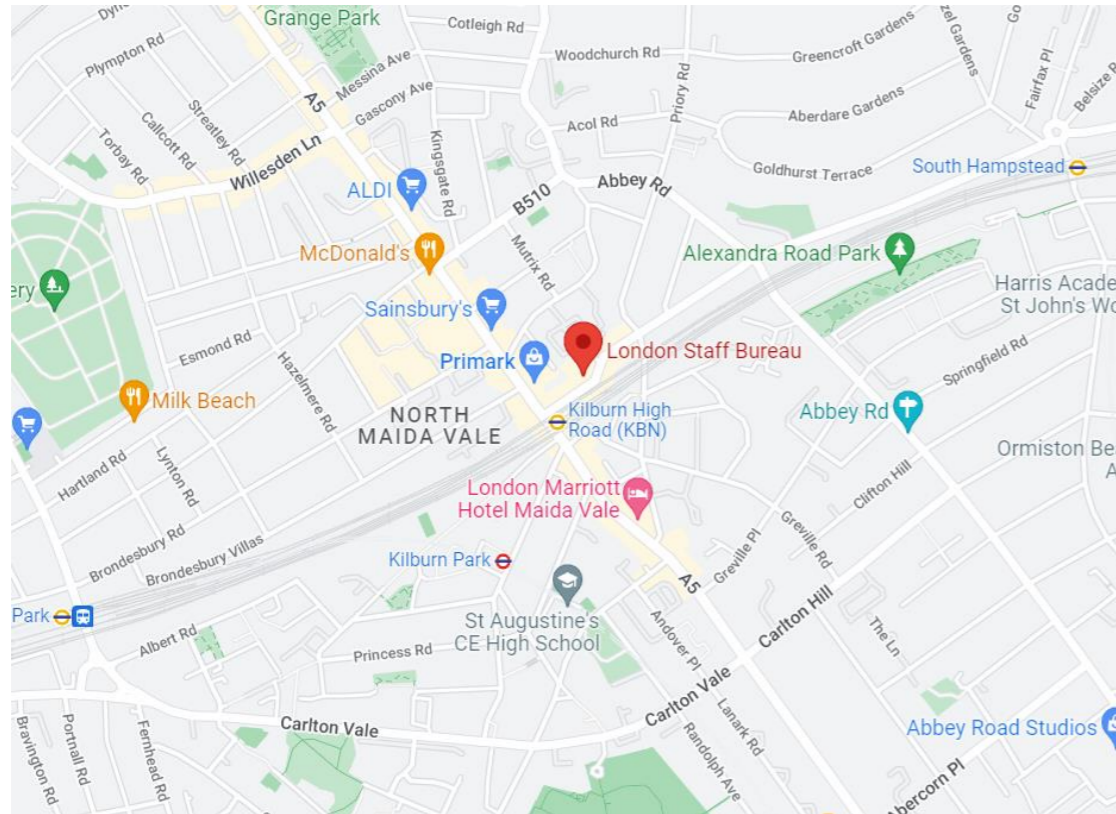 Grange Park
Cotleigh Rd
Plympton Rd
Messina Ave
Woodchurch Rd
Greencroft Gardens
Fairfax Pl
A5
Streatley Rd
Callcott Rd
Torbay Rd
Gascony Ave
Priory Rd
Acol Rd
Aberdare Gardens
Willesden Ln
Kingsgate Rd
Goldhurst Terrace
South Hampstead
ALDI
B510
Abbey Rd
McDonald's
Mutrix Rd
Alexandra Road Park
Harris Acade
St John's Wo
Sainsbury's
Esmond Rd
Hazelmere Rd
Primark
London Staff Bureau
Springfield Rd
Milk Beach
NORTH
MAIDA VALE
Kilburn High
Road (KBN)
Abbey Rd
Hartland Rd
Lynton Rd
London Marriott
Hotel Maida Vale
Ormiston Be
Clifton Hill
Brondesbury Rd
Brondesbury Villas
Greville Pl
Greville Rd
Kilburn Park
A5
Park
St Augustine's
CE High School
Albert Rd
Princess Rd
Andover Pl
Carlton Hill
The Ln
Carlton Vale
Carlton Vale
Lanark Rd
Randolph Ave
Abbey Road Studios
Abercorn Pl
Bravington Rd
Portnall Rd
Fernhead Rd